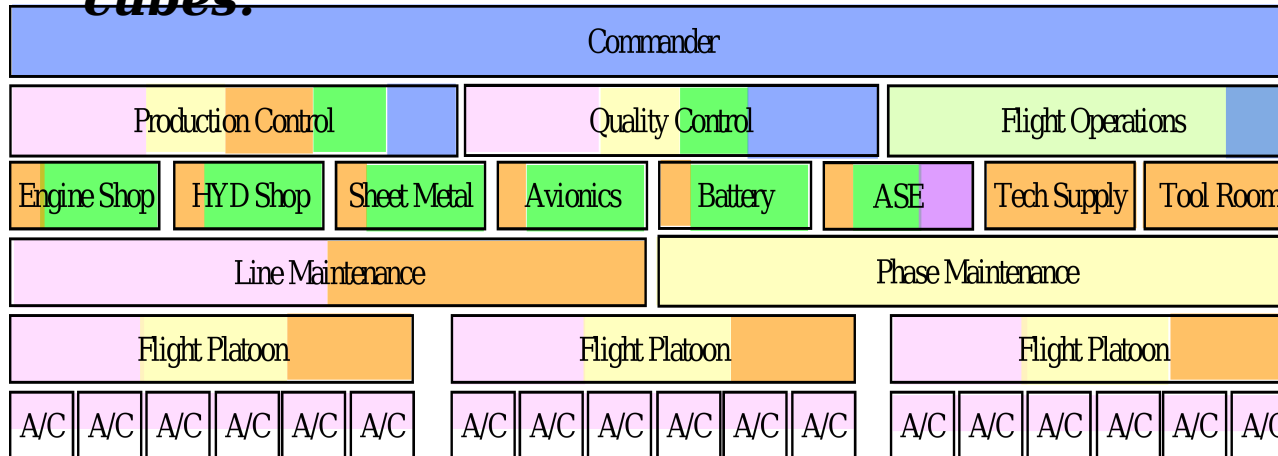 cubes.
Commander
Production Control Quality Control Flight Operations
Engine Shop HYD Shop Sheet Metal Avionics Battery ASE Tech Supply Tool Room
Line Maintenance Phase Maintenance
Flight Platoon Flight Platoon Flight Platoon
A/C A/C A/C A/C A/C A/C A/C A/C A/C A/C A/C A/C A/C A/C A/C A/C A/C A/C